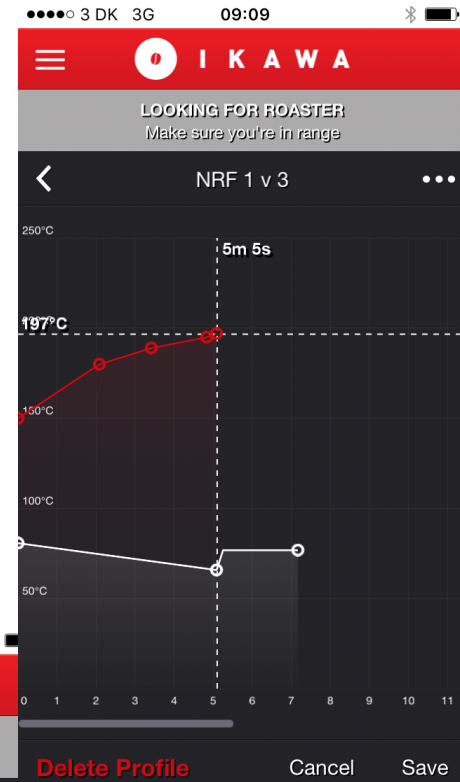 3 DK 3G 09:09
IKAWA
LOOKING FOR ROASTER
Make sure you're in range
NRF 1 v 3
250°C
5m 5s
197°C
150°C
100°C
50°C
0 1 2 3 4 5 6 7 8 9 10 11
Delete Profile Cancel Save